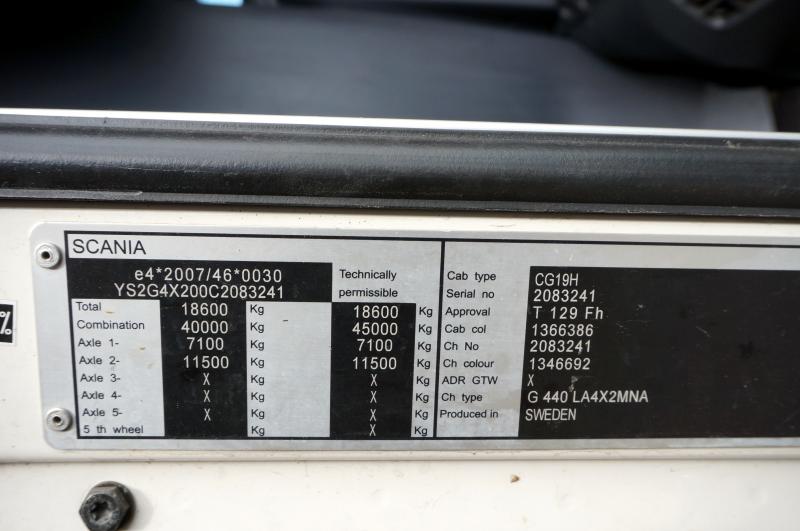 SCANIA
e4*2007/46*0030
YS2G4X200C2083241
Technically permissible
Total 18600 Kg 18600 Kg
Combination 40000 Kg 45000 Kg
Axle 1- 7100 Kg 7100 Kg
Axle 2- 11500 Kg 11500 Kg
Axle 3- X Kg X Kg
Axle 4- X Kg X Kg
Axle 5- X Kg X Kg
5 th wheel Kg X Kg
Cab type CG19H
Serial no 2083241
Approval T 129 Fh
Cab col 1366386
Ch No 2083241
Ch colour 1346692
ADR GTW X
Ch type G 440 LA4X2MNA
Produced in SWEDEN
%